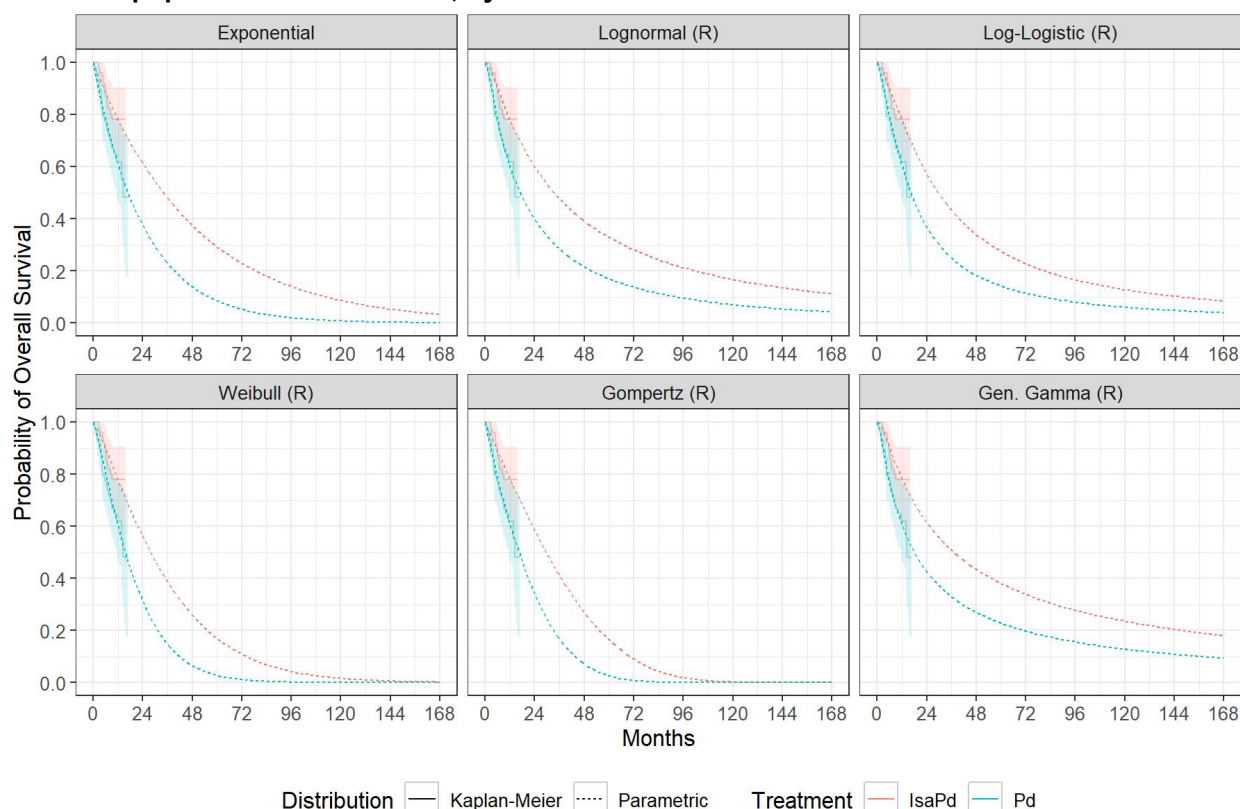 Exponential
Lognormal (R)
Log-Logistic (R)
Probability of Overall Survival
1.0
0.8
0.6
0.4
0.2
0.0
0 24 48 72 96 120 144 168
0 24 48 72 96 120 144 168
0 24 48 72 96 120 144 168
Weibull (R)
Gompertz (R)
Gen. Gamma (R)
1.0
0.8
0.6
0.4
0.2
0.0
0 24 48 72 96 120 144 168
0 24 48 72 96 120 144 168
0 24 48 72 96 120 144 168
Months
Distribution Kaplan-Meier Parametric Treatment IsaPd Pd